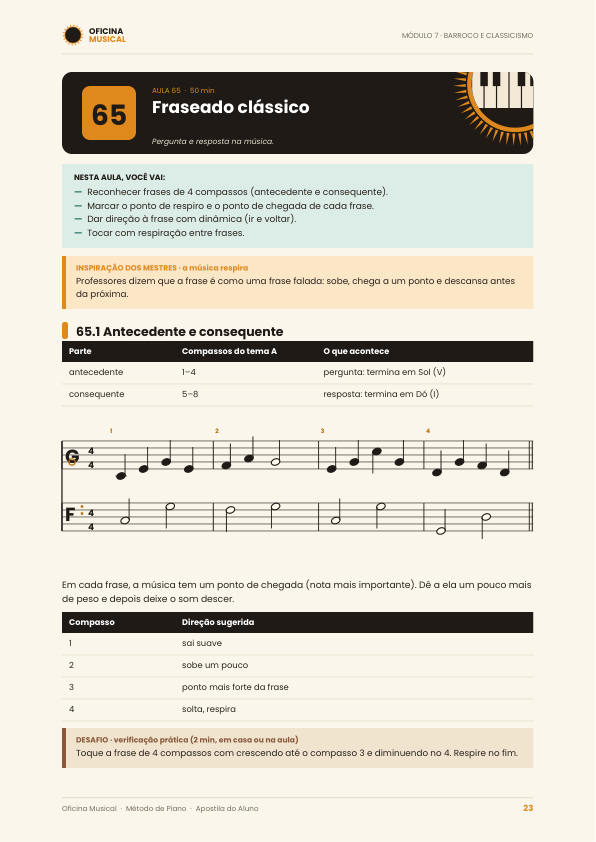 OFICINA
MUSICAL
MÓDULO 7 · BARROCO E CLASSICISMO
65
AULA 65 · 50 min
Fraseado clássico
Pergunta e resposta na música.
NESTA AULA, VOCÊ VAI:
— Reconhecer frases de 4 compassos (antecedente e consequente).
— Marcar o ponto de respiro e o ponto de chegada de cada frase.
— Dar direção à frase com dinâmica (ir e voltar).
— Tocar com respiração entre frases.
INSPIRAÇÃO DOS MESTRES · a música respira
Professores dizem que a frase é como uma frase falada: sobe, chega a um ponto e descansa antes
da próxima.
65.1 Antecedente e consequente
Parte Compassos do tema A O que acontece
antecedente 1–4 pergunta: termina em Sol (V)
consequente 5–8 resposta: termina em Dó (I)
1 2 3 4
G 4
4
F 4
4
Em cada frase, a música tem um ponto de chegada (nota mais importante). Dê a ela um pouco mais
de peso e depois deixe o som descer.
Compasso Direção sugerida
1 sai suave
2 sobe um pouco
3 ponto mais forte da frase
4 solta, respira
DESAFIO · verificação prática (2 min, em casa ou na aula)
Toque a frase de 4 compassos com crescendo até o compasso 3 e diminuendo no 4. Respire no fim.
Oficina Musical · Método de Piano · Apostila do Aluno 23